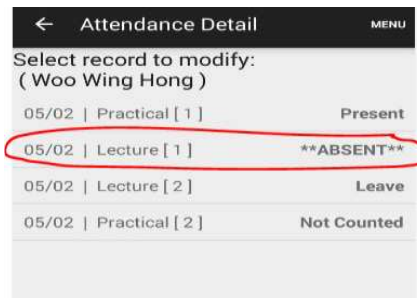 ← Attendance Detail MENU
Select record to modify:
( Woo Wing Hong )
05/02 | Practical [ 1 ] Present
05/02 | Lecture [ 1 ] **ABSENT**
05/02 | Lecture [ 2 ] Leave
05/02 | Practical [ 2 ] Not Counted